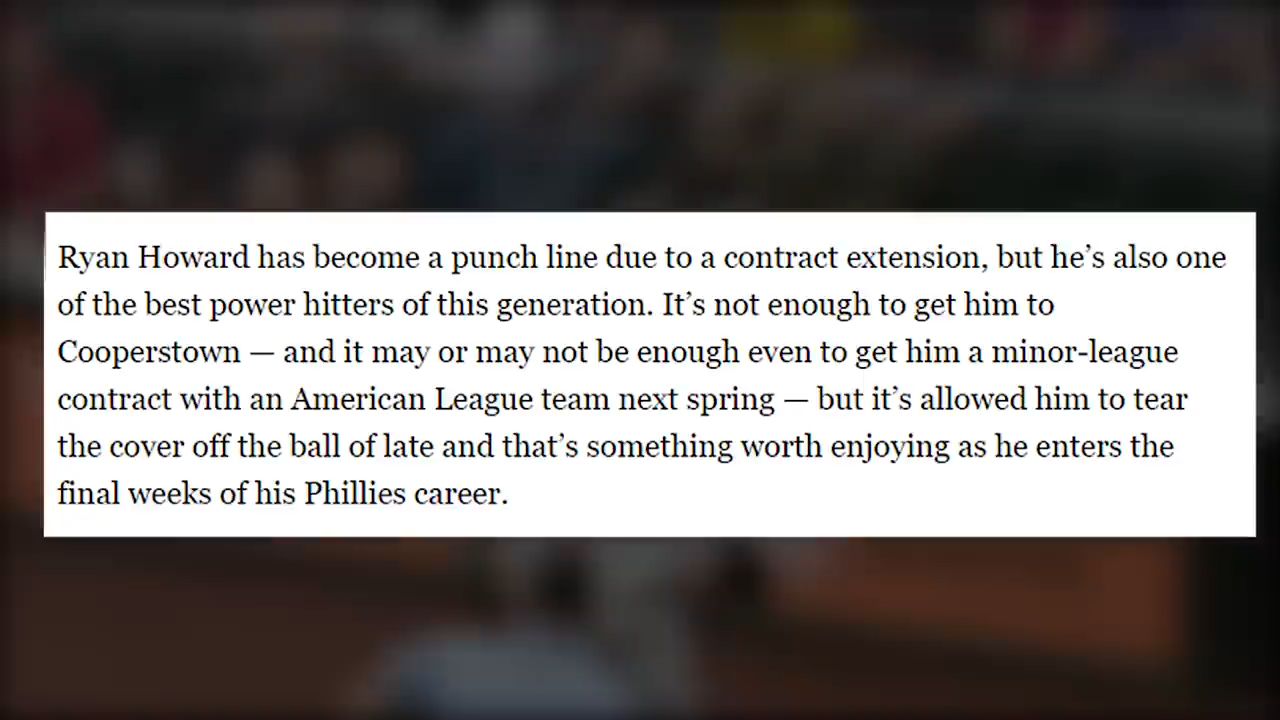 Ryan Howard has become a punch line due to a contract extension, but he’s also one
of the best power hitters of this generation. It’s not enough to get him to
Cooperstown — and it may or may not be enough even to get him a minor-league
contract with an American League team next spring — but it’s allowed him to tear
the cover off the ball of late and that’s something worth enjoying as he enters the
final weeks of his Phillies career.